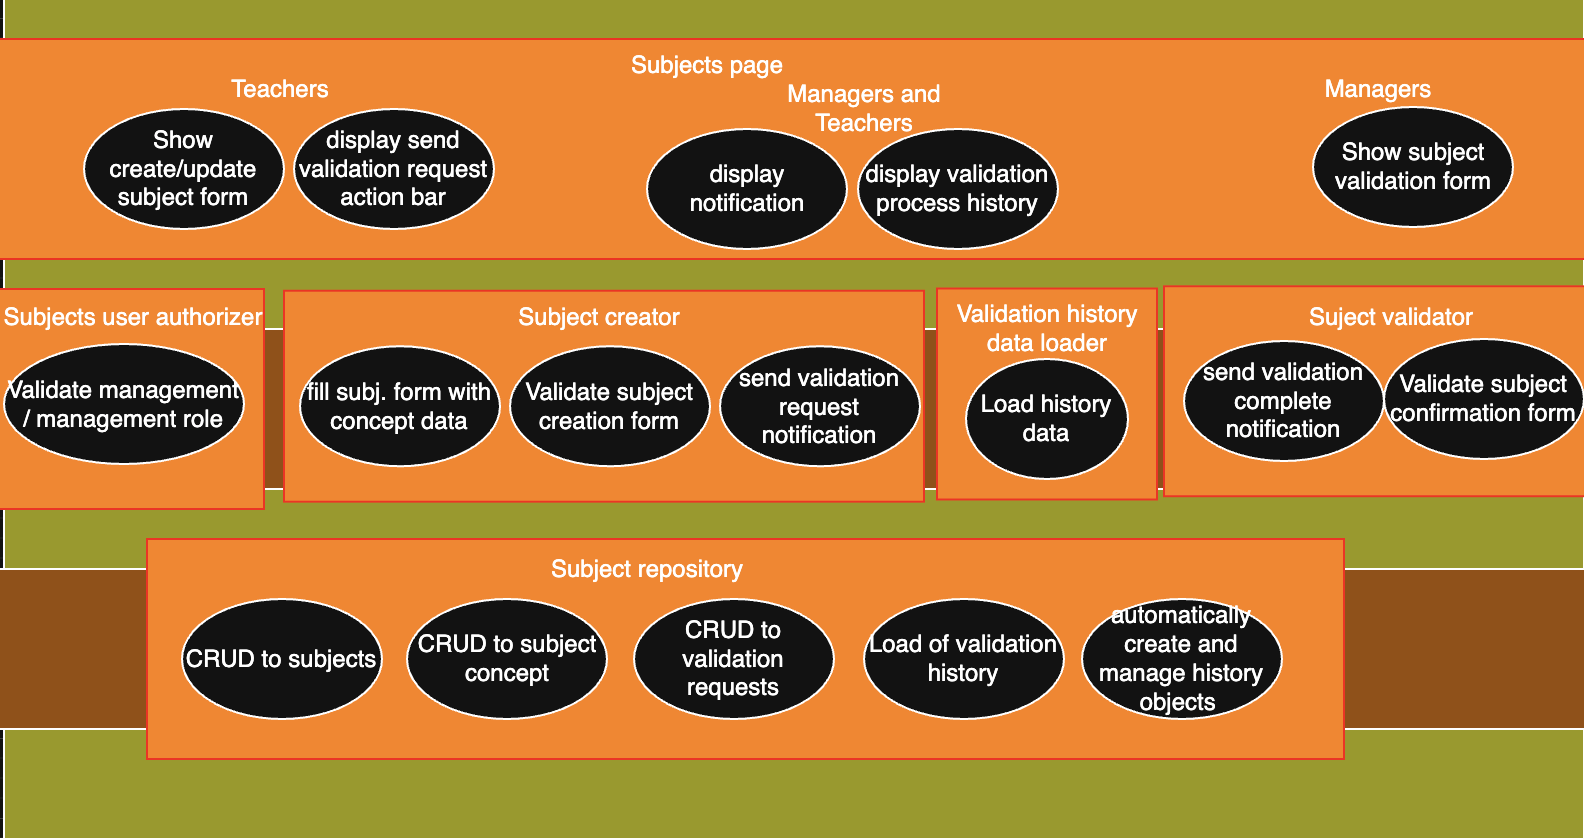 Subjects page
Teachers
Show
create/update
subject form
display send
validation request
action bar
Managers and
Teachers
display
notification
display validation
process history
Managers
Show subject
validation form
Subjects user authorizer
Validate management
/ management role
Subject creator
fill subj. form with
concept data
Validate subject
creation form
send validation
request
notification
Validation history
data loader
Load history
data
Suject validator
send validation
complete
notification
Validate subject
confirmation form
Subject repository
CRUD to subjects
CRUD to subject
concept
CRUD to
validation
requests
Load of validation
history
automatically
create and
manage history
objects